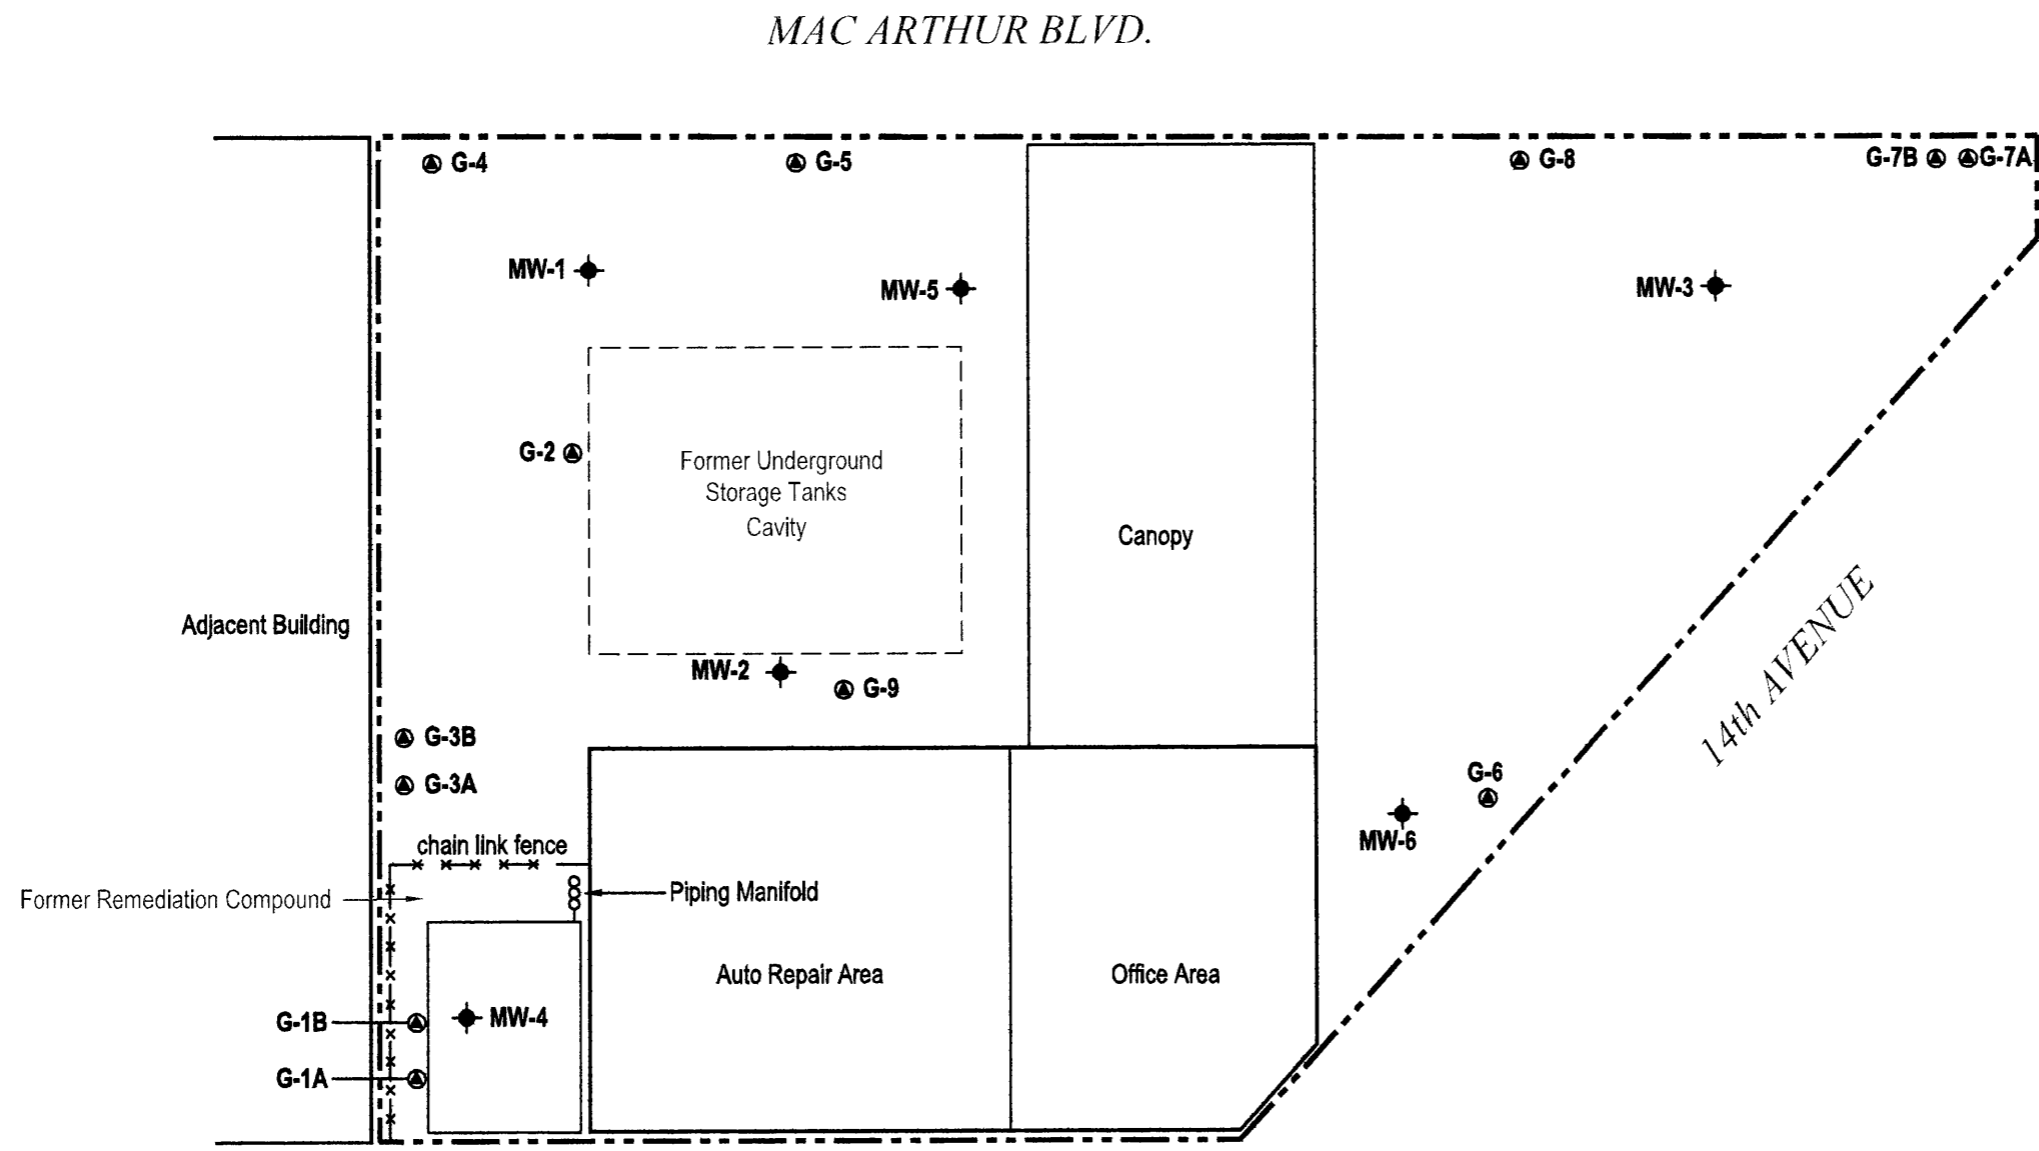 MAC ARTHUR BLVD.
G-4
G-5
G-8
G-7B
G-7A
MW-1
MW-5
MW-3
G-2
Former Underground
Storage Tanks
Cavity
Canopy
Adjacent Building
14th AVENUE
MW-2
G-9
G-3B
G-3A
G-6
MW-6
chain link fence
Former Remediation Compound
Piping Manifold
Auto Repair Area
Office Area
G-1B
MW-4
G-1A